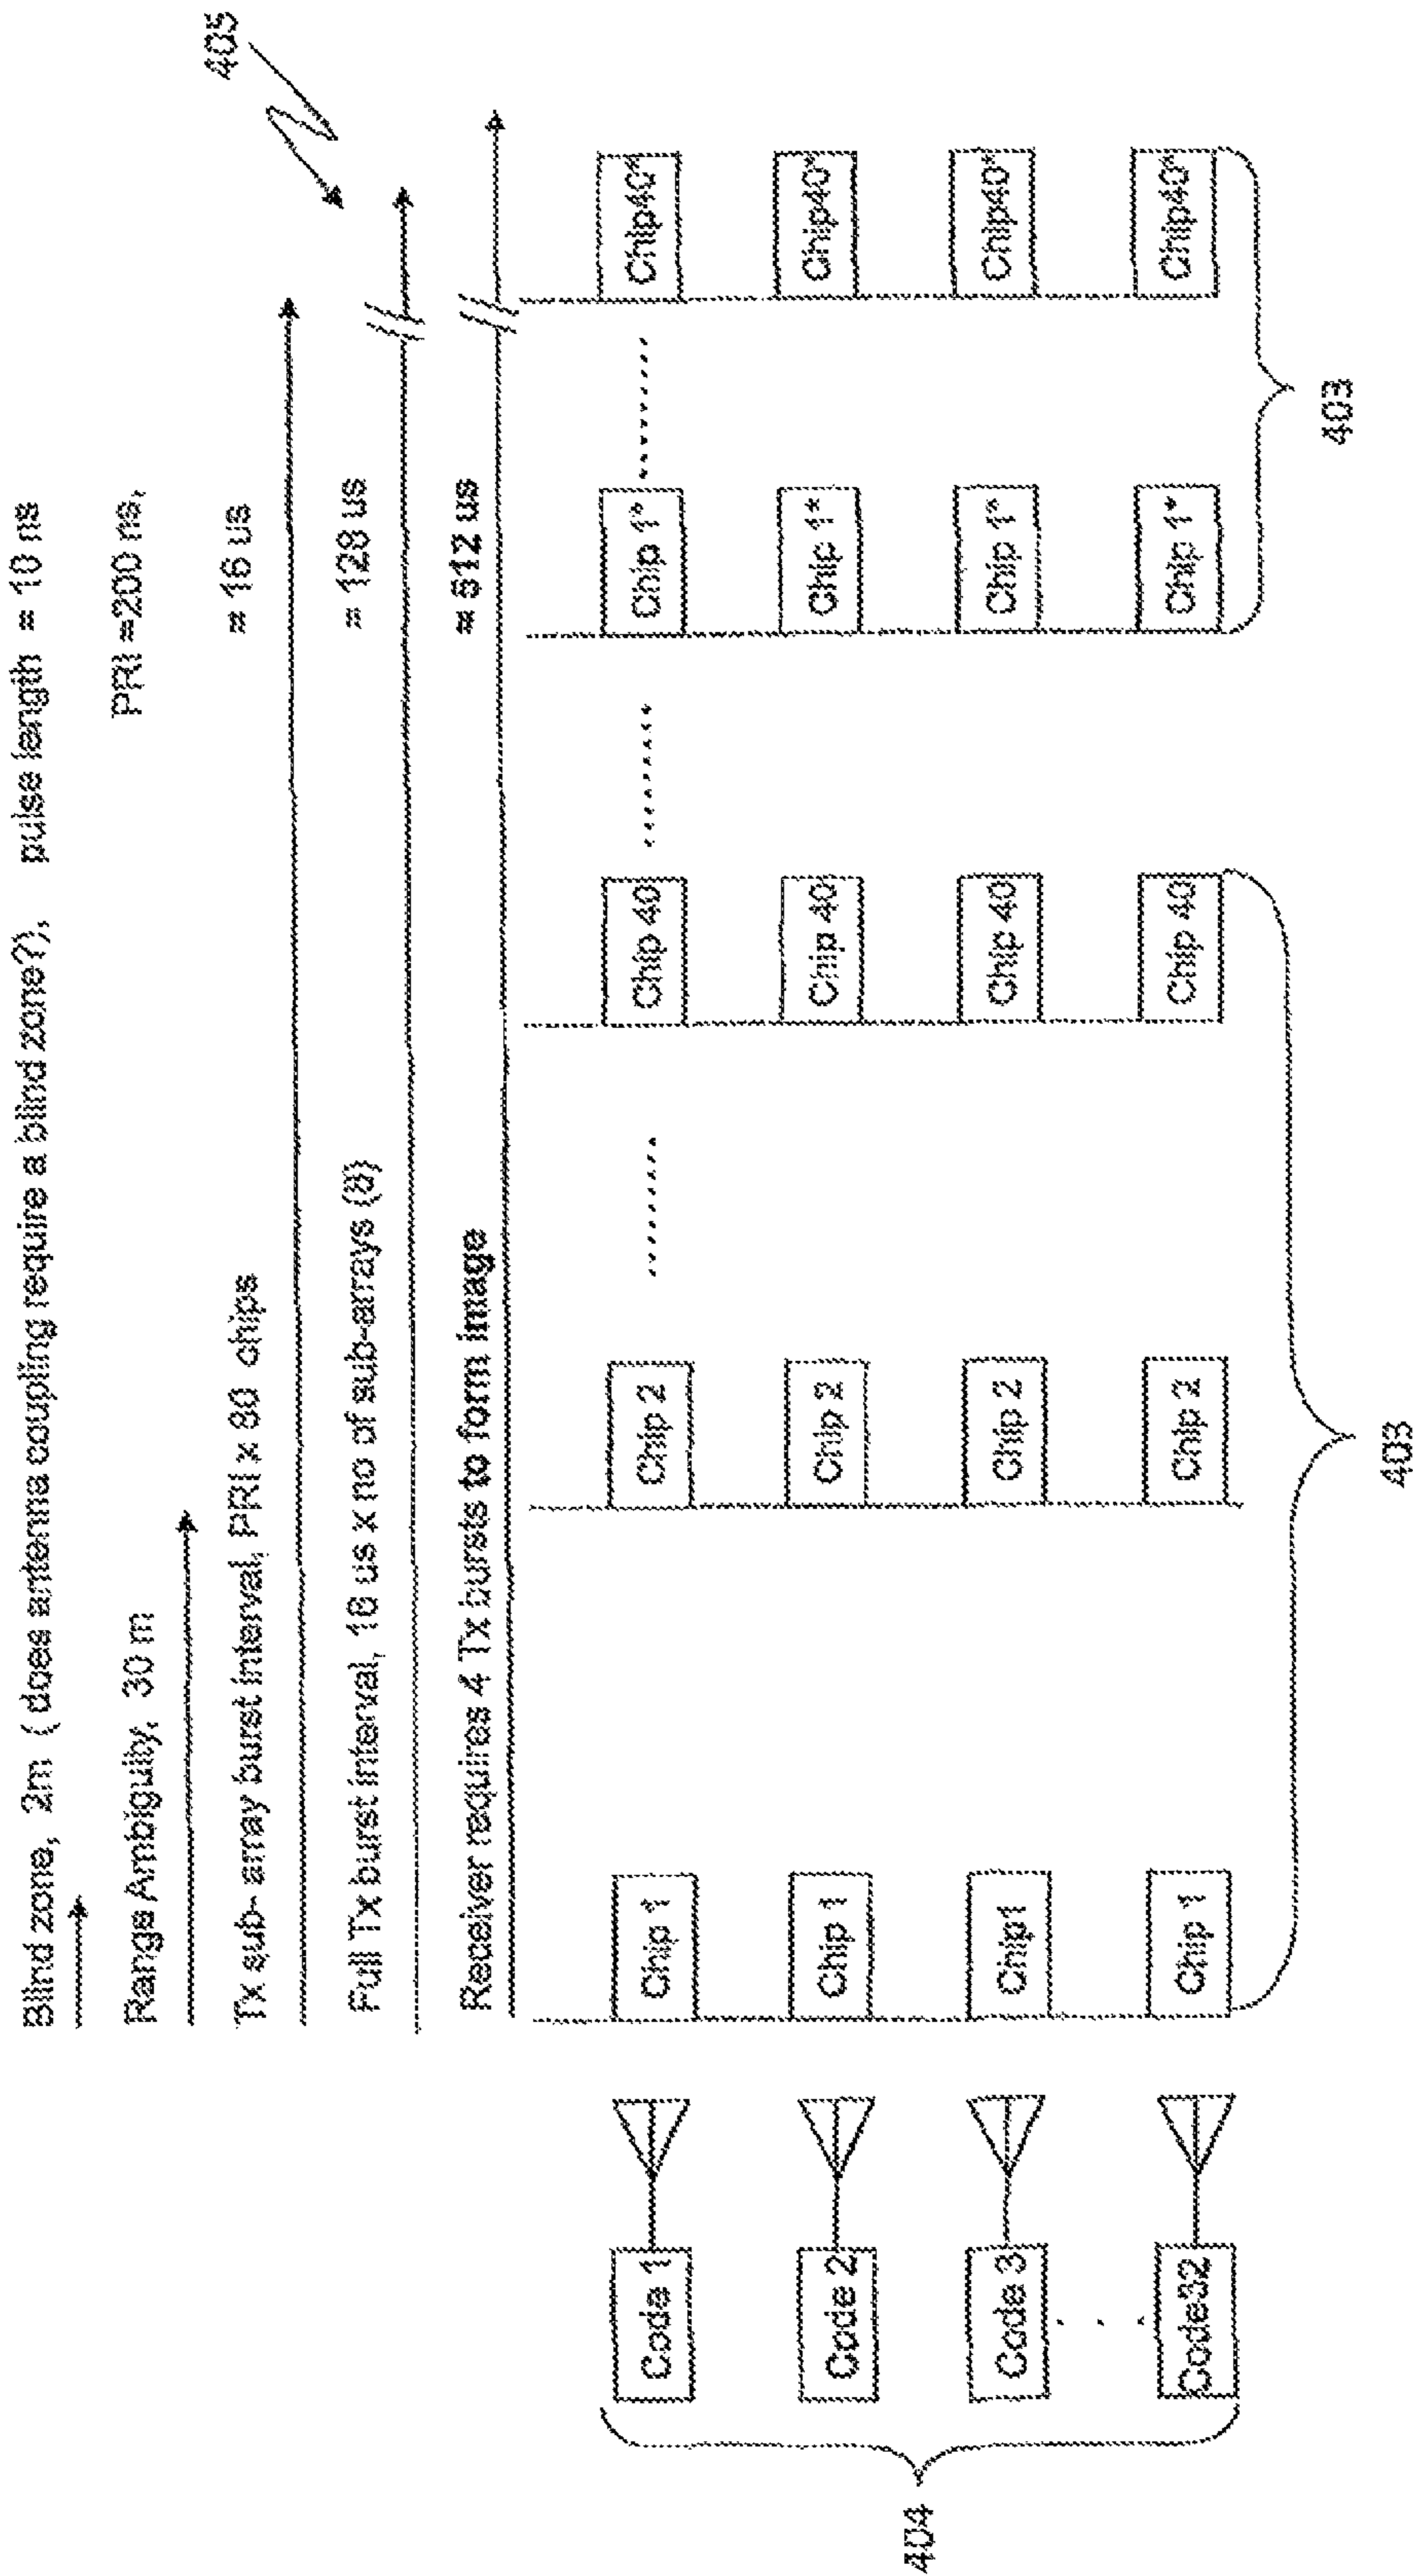 405
Blind zone, 2m ( does antenna coupling require a blind zone?), pulse length = 10 ns
Range Ambiguity, 30 m PRI =200 ns,
Tx sub- array burst interval, PRI x 80 chips = 16 us
Full Tx burst interval, 16 us x no of sub-arrays (8) = 128 us
Receiver requires 4 Tx bursts to form image = 512 us
Code 1 Chip 1 Chip 2 ...... Chip 40 ...... Chip 1* ...... Chip40*
Code 2 Chip 1 Chip 2 Chip 40 Chip 1* Chip40*
Code 3 Chip1 Chip 2 Chip 40 Chip 1* Chip40*
. . .
Code32 Chip 1 Chip 2 Chip 40 Chip 1* Chip40*
404
403
403